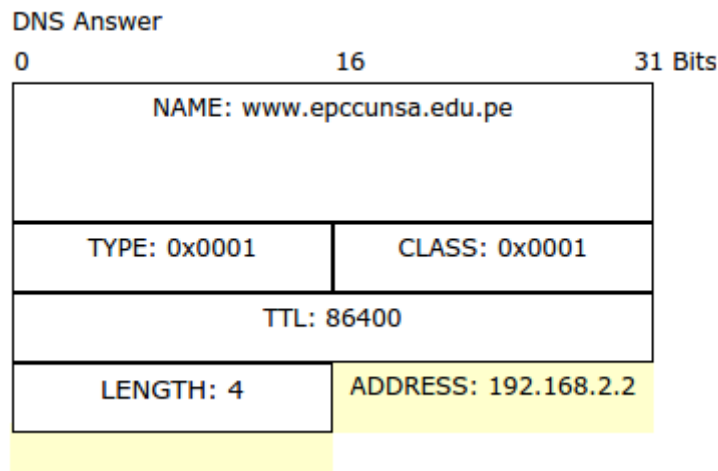 DNS Answer
0 16 31 Bits
NAME: www.epccunsa.edu.pe
TYPE: 0x0001 CLASS: 0x0001
TTL: 86400
LENGTH: 4 ADDRESS: 192.168.2.2